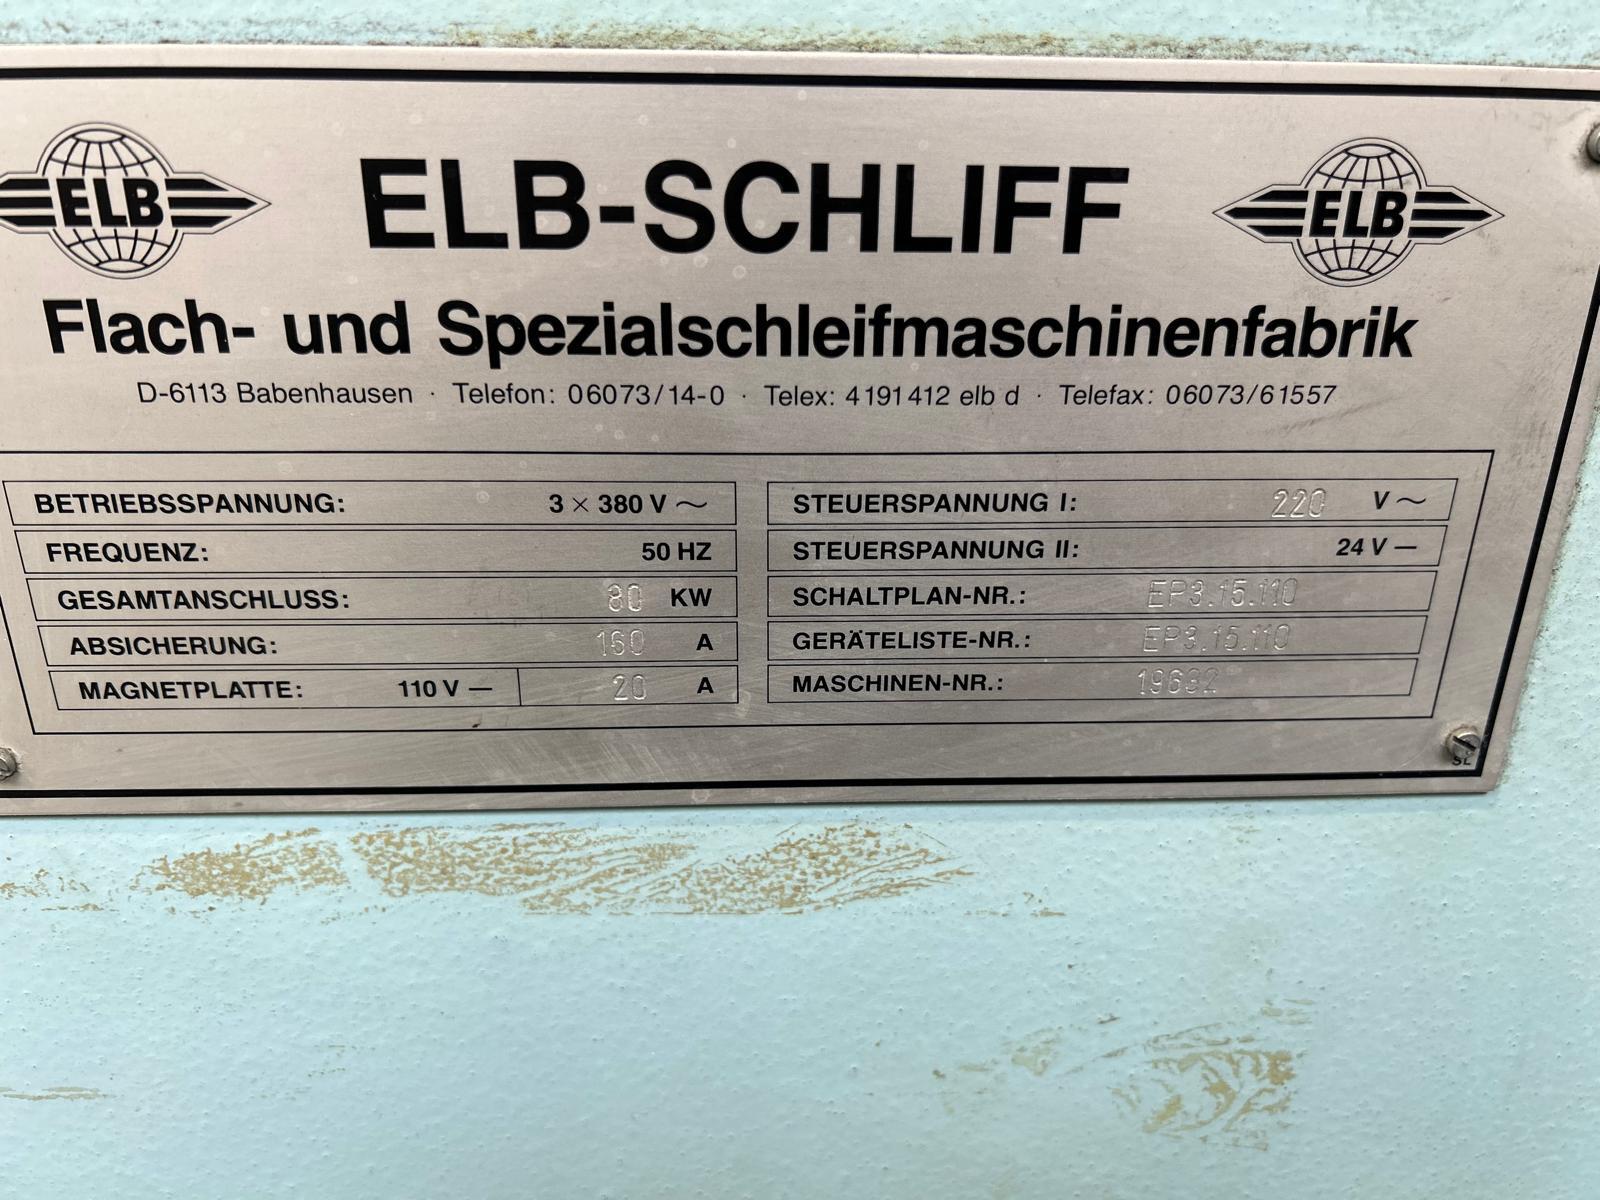 ELB
ELB-SCHLIFF
ELB
Flach- und Spezialschleifmaschinenfabrik
D-6113 Babenhausen · Telefon: 06073/14-0 · Telex: 4191412 elb d · Telefax: 06073/61557
BETRIEBSSPANNUNG: 3 × 380 V ~
FREQUENZ: 50 HZ
GESAMTANSCHLUSS: 80 KW
ABSICHERUNG: 160 A
MAGNETPLATTE: 110 V — 20 A
STEUERSPANNUNG I: 220 V ~
STEUERSPANNUNG II: 24 V —
SCHALTPLAN-NR.: EP3.15.110
GERÄTELISTE-NR.: EP3.15.110
MASCHINEN-NR.:
SL